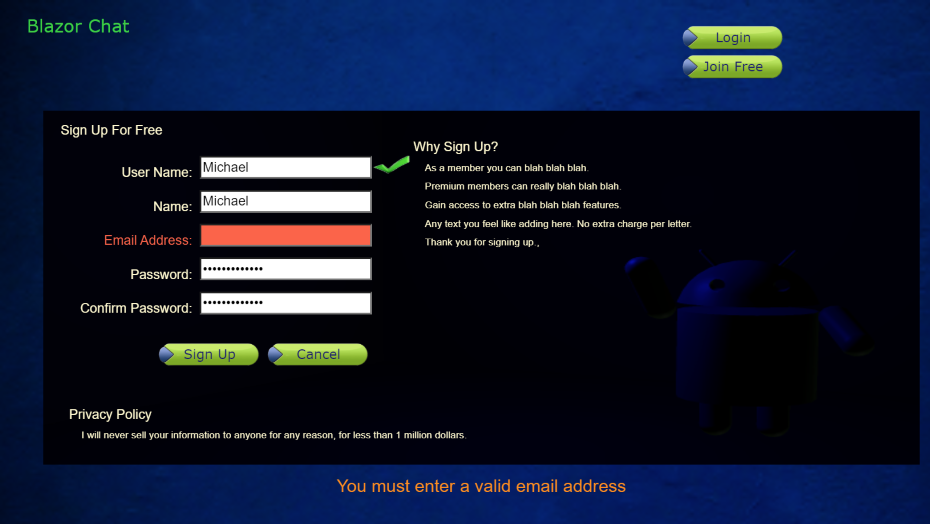 Blazor Chat
Login
Join Free
Sign Up For Free
Why Sign Up?
User Name: Michael
As a member you can blah blah blah.
Premium members can really blah blah blah.
Name: Michael
Gain access to extra blah blah blah features.
Any text you feel like adding here. No extra charge per letter.
Email Address:
Thank you for signing up.,
Password: •••••••••••••
Confirm Password: •••••••••••••
Sign Up
Cancel
Privacy Policy
I will never sell your information to anyone for any reason, for less than 1 million dollars.
You must enter a valid email address